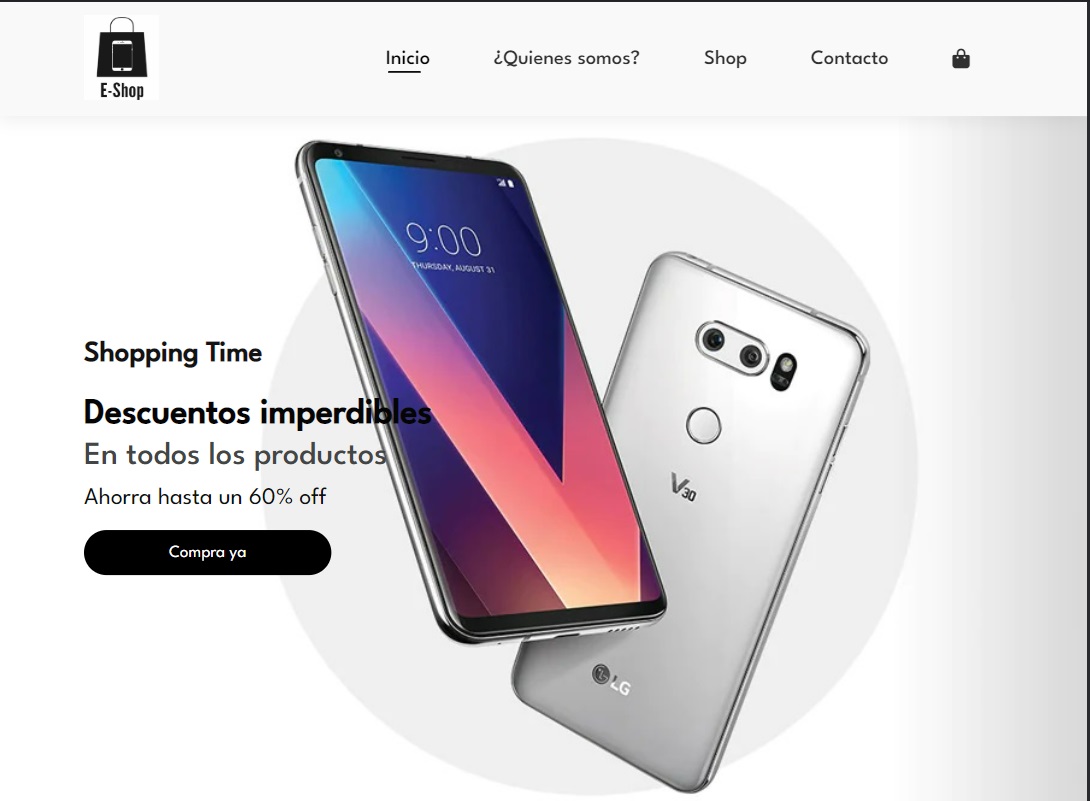 E-Shop
Inicio
¿Quienes somos?
Shop
Contacto
9:00
THURSDAY, AUGUST 31
Shopping Time
Descuentos imperdibles
En todos los productos
Ahorra hasta un 60% off
Compra ya
V30
LG